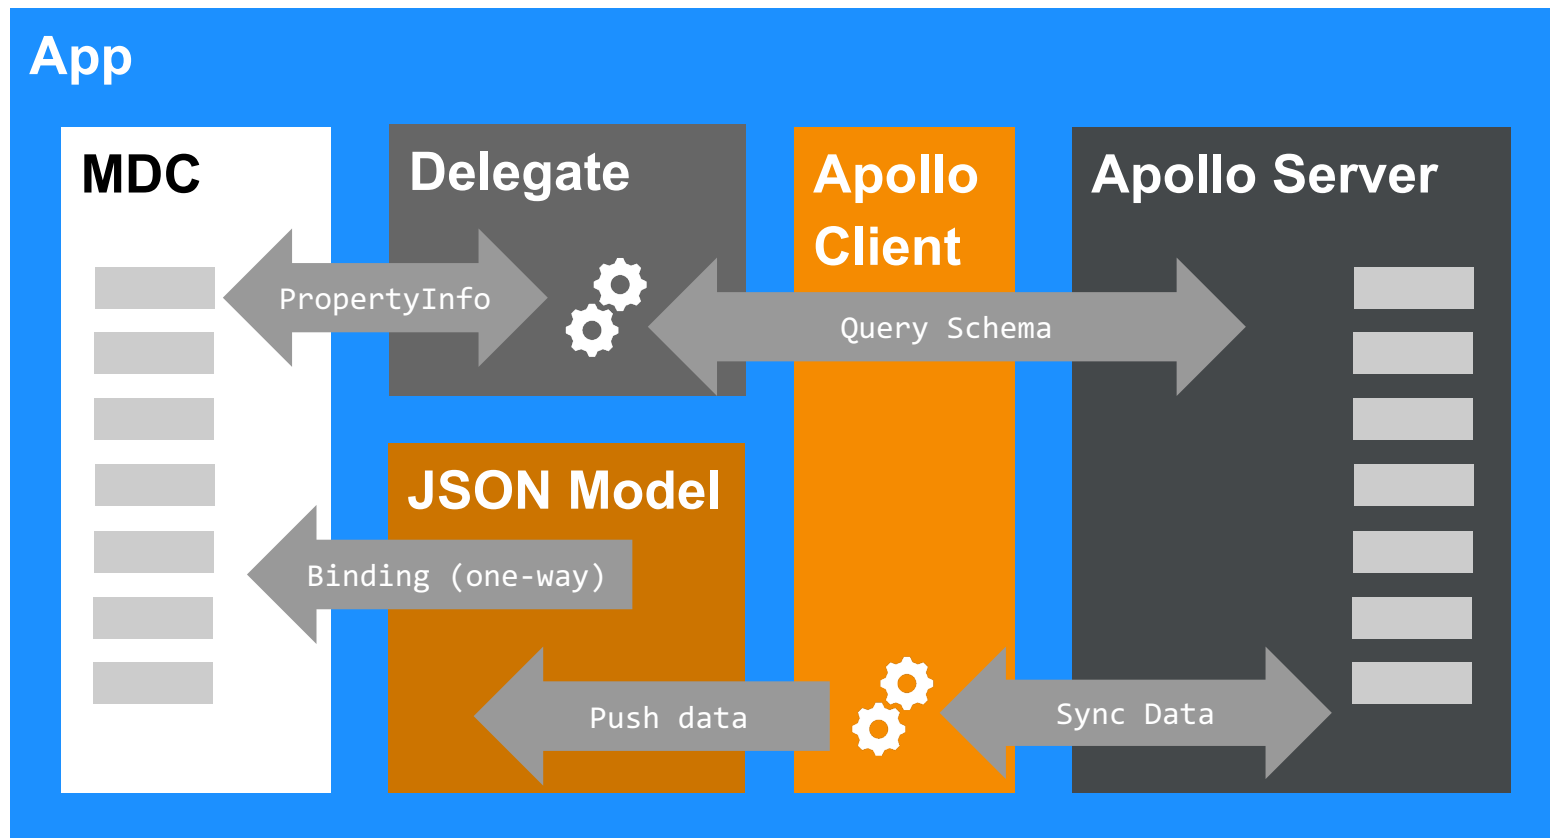 App
MDC
Delegate
Apollo
Client
Apollo Server
PropertyInfo
Query Schema
JSON Model
Binding (one-way)
Push data
Sync Data